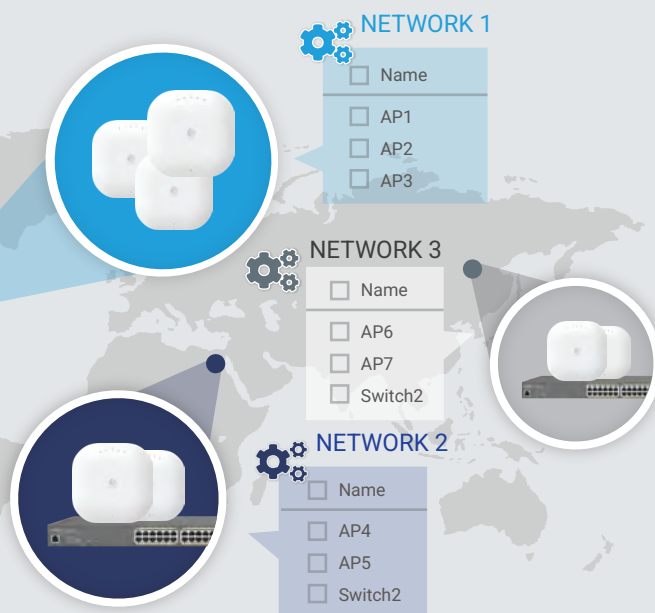 NETWORK 1
Name
AP1
AP2
AP3
NETWORK 3
Name
AP6
AP7
Switch2
NETWORK 2
Name
AP4
AP5
Switch2